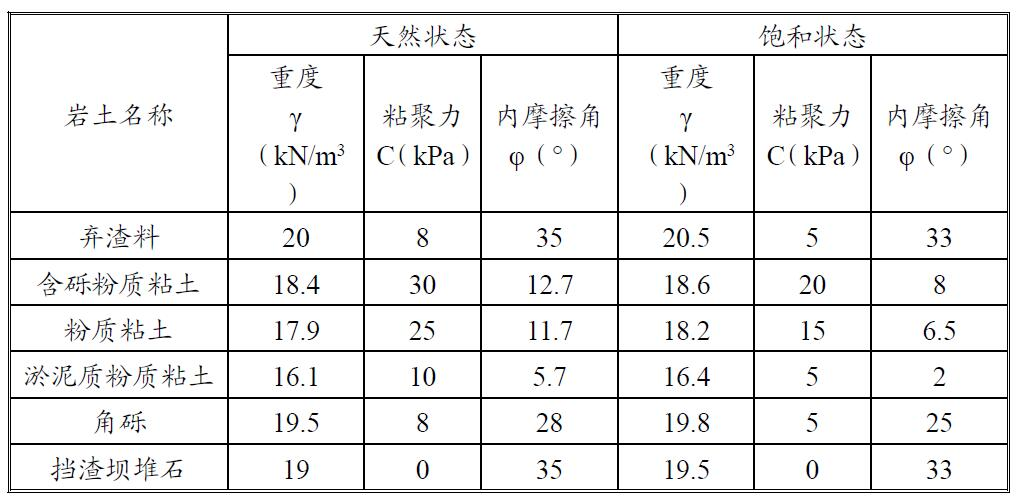 岩土名称 天然状态 饱和状态
重度 γ （kN/m³） 粘聚力 C（kPa） 内摩擦角 φ（°） 重度 γ （kN/m³） 粘聚力 C（kPa） 内摩擦角 φ（°）
弃渣料 20 8 35 20.5 5 33
含砾粉质粘土 18.4 30 12.7 18.6 20 8
粉质粘土 17.9 25 11.7 18.2 15 6.5
淤泥质粉质粘土 16.1 10 5.7 16.4 5 2
角砾 19.5 8 28 19.8 5 25
挡渣坝堆石 19 0 35 19.5 0 33